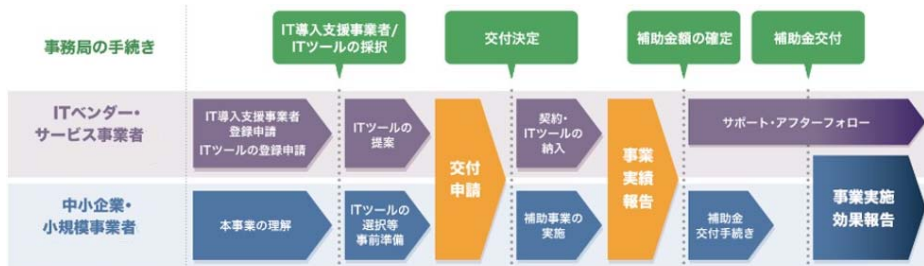 事務局の手続き
IT導入支援事業者/
ITツールの採択
交付決定
補助金額の確定
補助金交付
ITベンダー・
サービス事業者
IT導入支援事業者
登録申請
ITツールの登録申請
ITツールの
提案
交付
申請
契約・
ITツールの
納入
事業
実績
報告
サポート・アフターフォロー
中小企業・
小規模事業者
本事業の理解
ITツールの
選択等
事前準備
補助事業の
実施
補助金
交付手続き
事業実施
効果報告